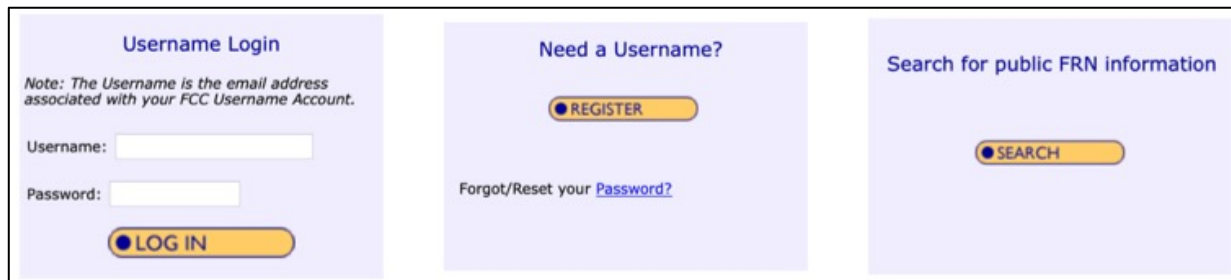 Username Login
Note: The Username is the email address
associated with your FCC Username Account.
Username:
Password:
LOG IN
Need a Username?
REGISTER
Forgot/Reset your Password?
Search for public FRN information
SEARCH